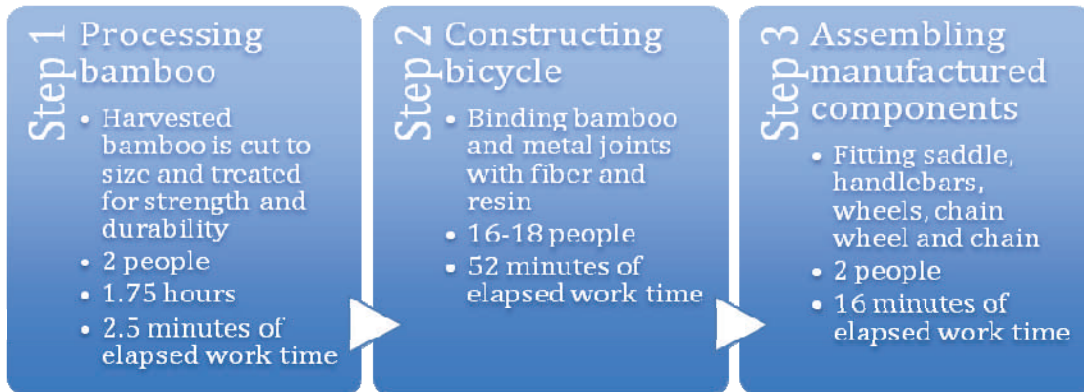 Step 1
Processing
bamboo
• Harvested
bamboo is cut to
size and treated
for strength and
durability
• 2 people
• 1.75 hours
• 2.5 minutes of
elapsed work time
Step 2
Constructing
bicycle
• Binding bamboo
and metal joints
with fiber and
resin
• 16-18 people
• 52 minutes of
elapsed work time
Step 3
Assembling
manufactured
components
• Fitting saddle,
handlebars,
wheels, chain
wheel and chain
• 2 people
• 16 minutes of
elapsed work time